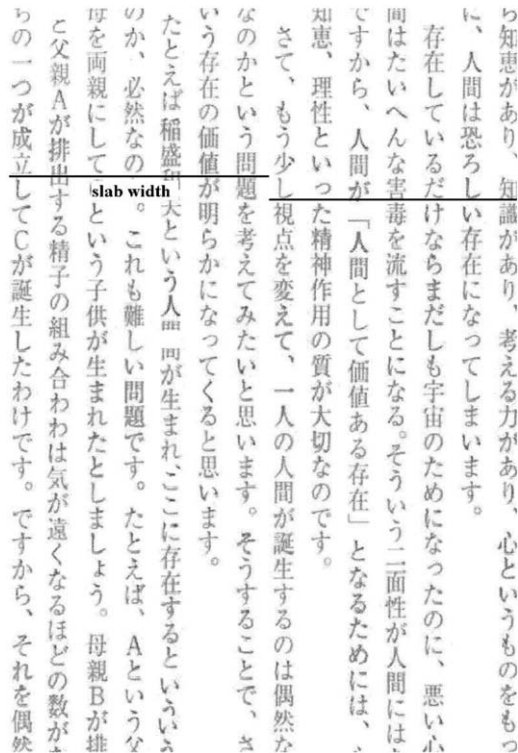 ら知恵があり、知識があり、考える力があり、心というものをもつ
に、人間は恐ろしい存在になってしまいます。
存在しているだけならまだしも宇宙のためになったのに、悪い心
間はたいへんな害毒を流すことになる。そういう二面性が人間には
ですから、人間が「人間として価値ある存在」となるためには、
知恵、理性といった精神作用の質が大切なのです。
さて、もう少し視点を変えて、一人の人間が誕生するのは偶然な
なのかという問題を考えてみたいと思います。そうすることで、さ
いう存在の価値が明らかになってくると思います。
たとえば稲盛和夫という人間が生まれ、ここに存在するといういう
のか、必然なの。これも難しい問題です。たとえば、Aという父
母を両親にしてという子供が生まれたとしましょう。母親Bが排
と父親Aが排出する精子の組み合わわは気が遠くなるほどの数が
らの一つが成立してCが誕生したわけです。ですから、それを偶然
slab width